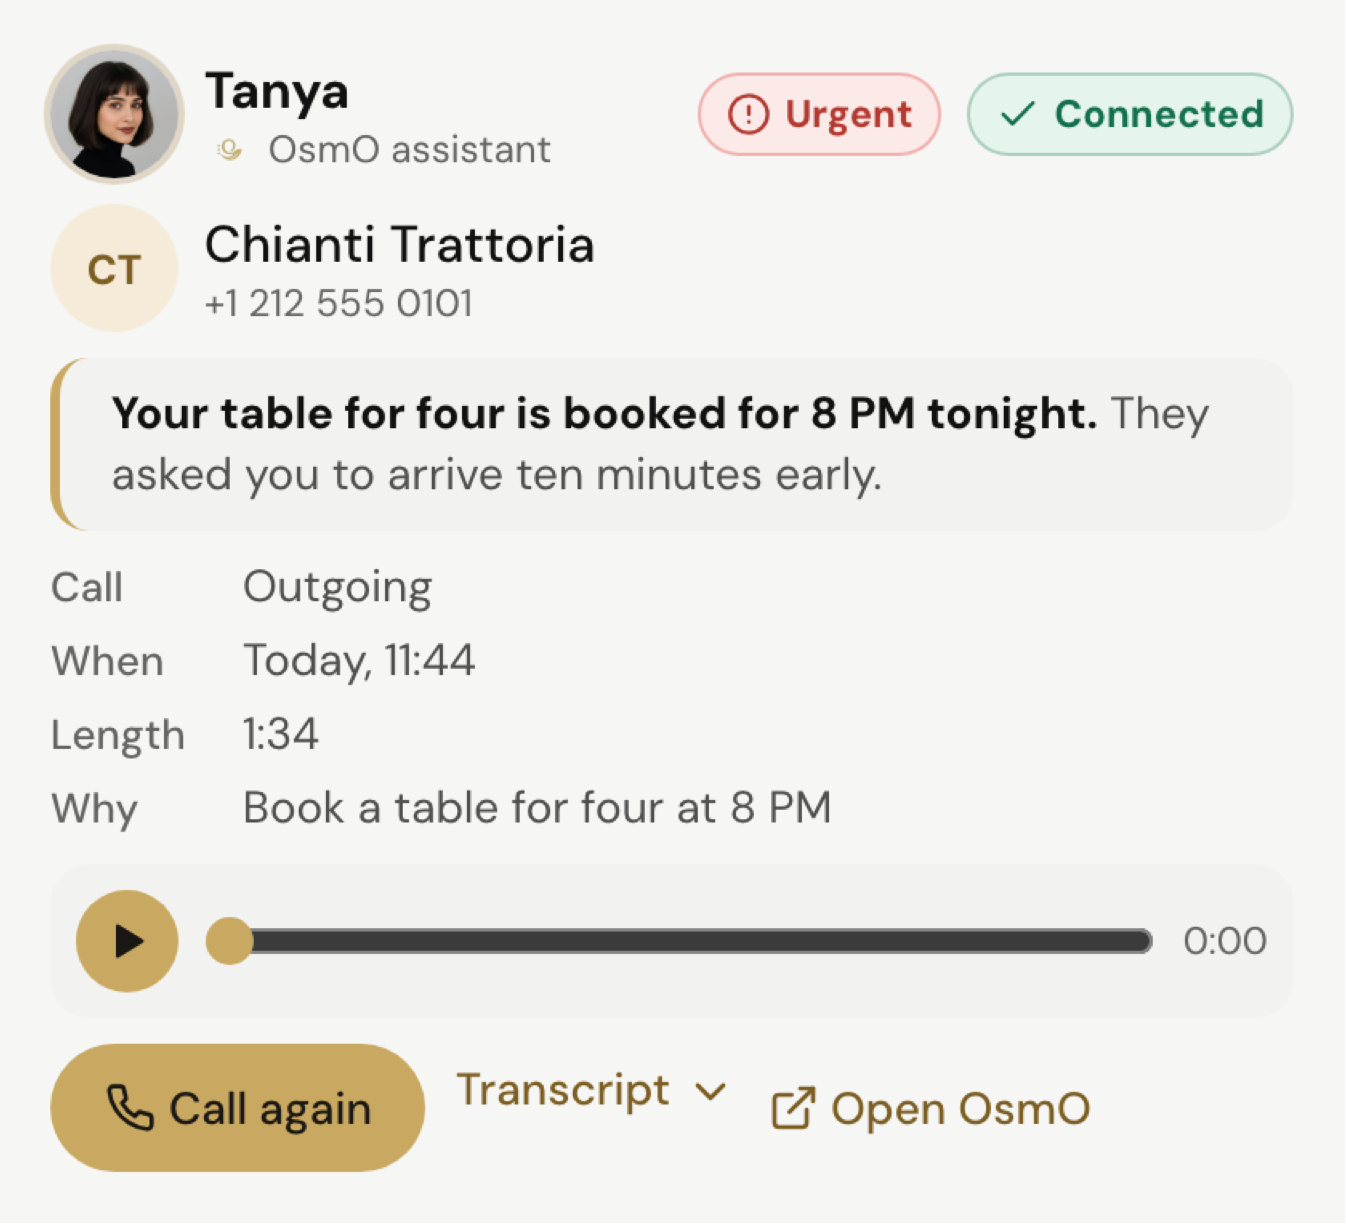 Tanya
OsmO assistant
Urgent
Connected
CT
Chianti Trattoria
+1 212 555 0101
Your table for four is booked for 8 PM tonight. They
asked you to arrive ten minutes early.
Call Outgoing
When Today, 11:44
Length 1:34
Why Book a table for four at 8 PM
0:00
Call again
Transcript
Open OsmO